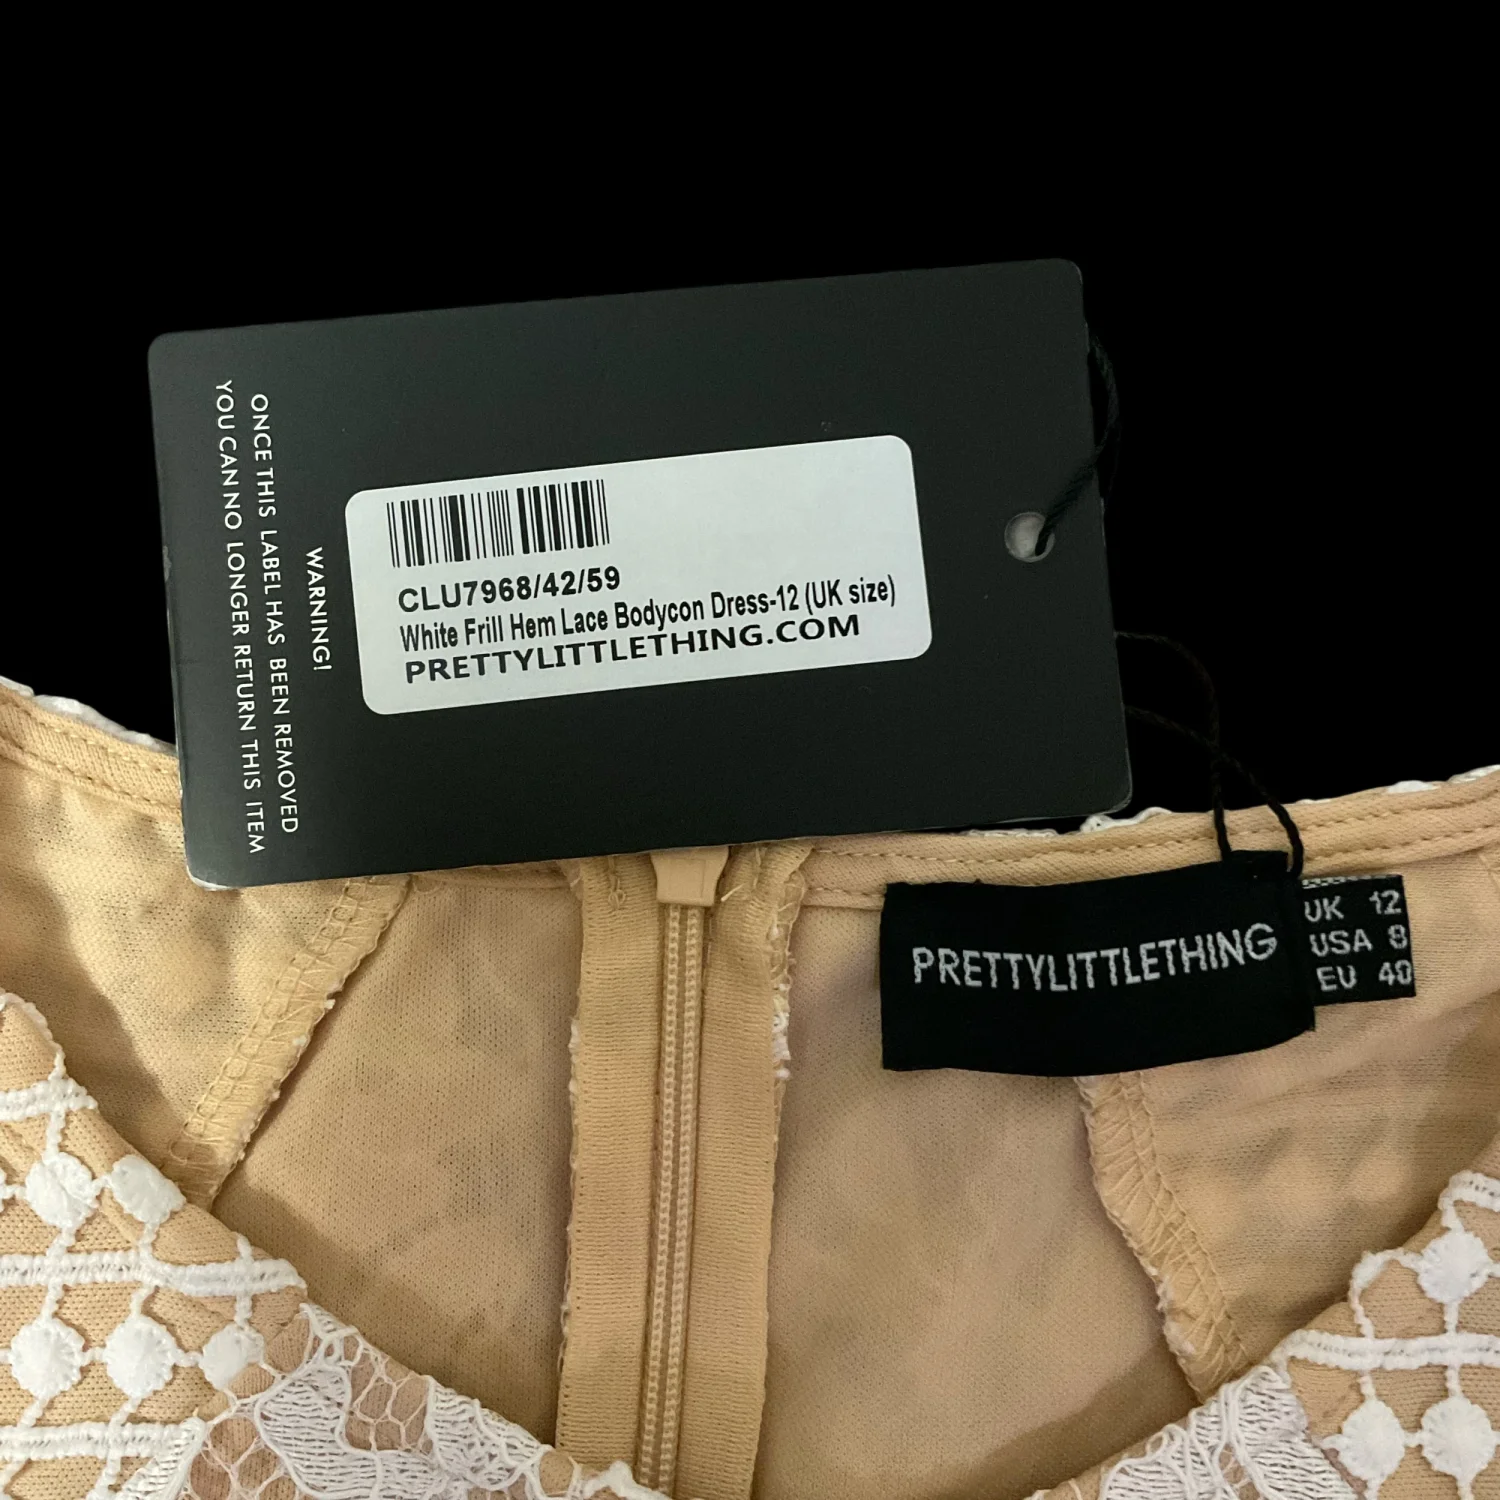 WARNING!
ONCE THIS LABEL HAS BEEN REMOVED
YOU CAN NO LONGER RETURN THIS ITEM
CLU7968/42/59
White Frill Hem Lace Bodycon Dress-12 (UK size)
PRETTYLITTLETHING.COM
PRETTYLITTLETHING
UK 12
USA 8
EU 40